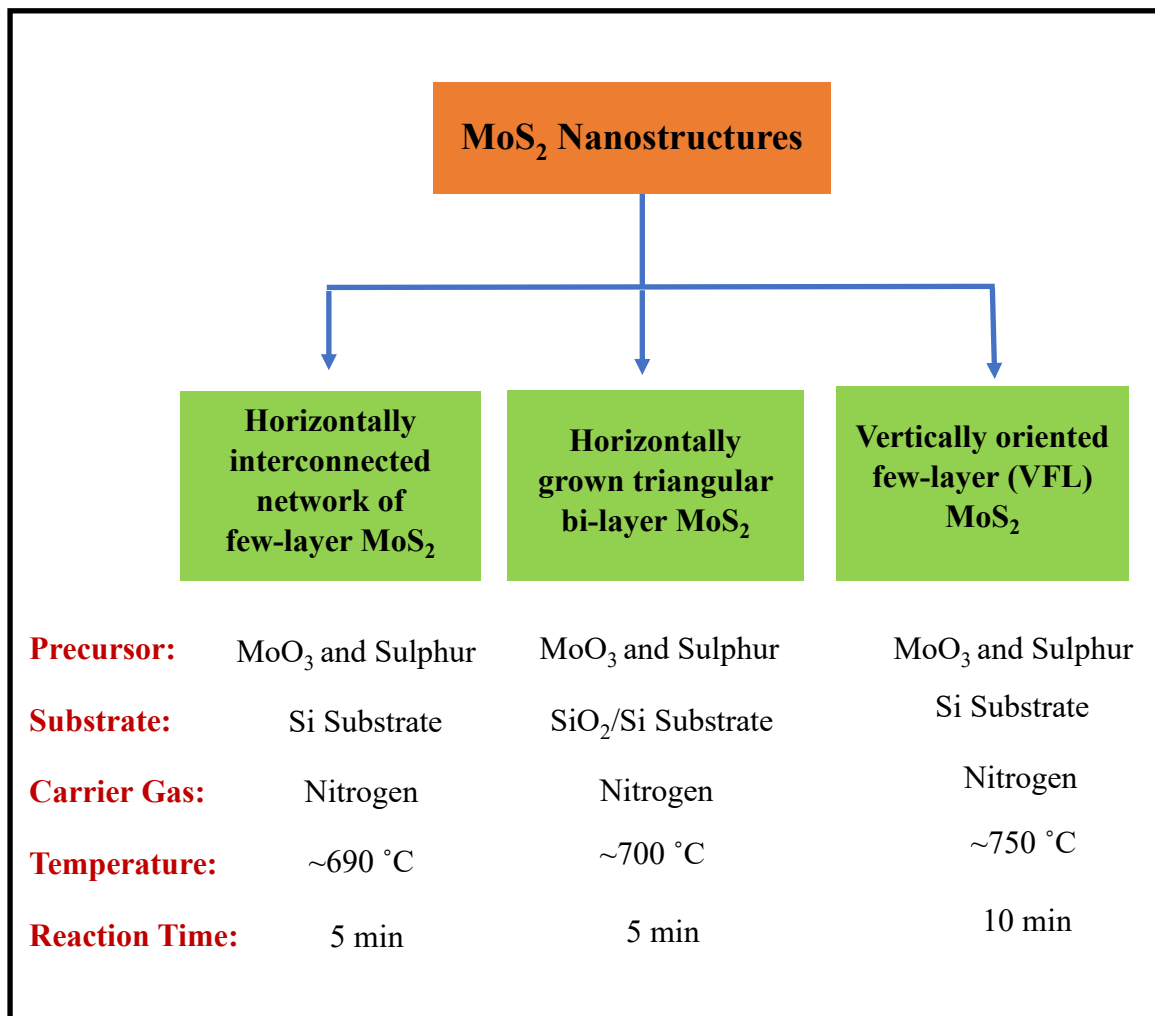 MoS₂ Nanostructures
Horizontally
interconnected
network of
few-layer MoS₂
Horizontally
grown triangular
bi-layer MoS₂
Vertically oriented
few-layer (VFL)
MoS₂
Precursor: MoO₃ and Sulphur MoO₃ and Sulphur MoO₃ and Sulphur
Substrate: Si Substrate SiO₂/Si Substrate Si Substrate
Carrier Gas: Nitrogen Nitrogen Nitrogen
Temperature: ~690 ˚C ~700 ˚C ~750 ˚C
Reaction Time: 5 min 5 min 10 min